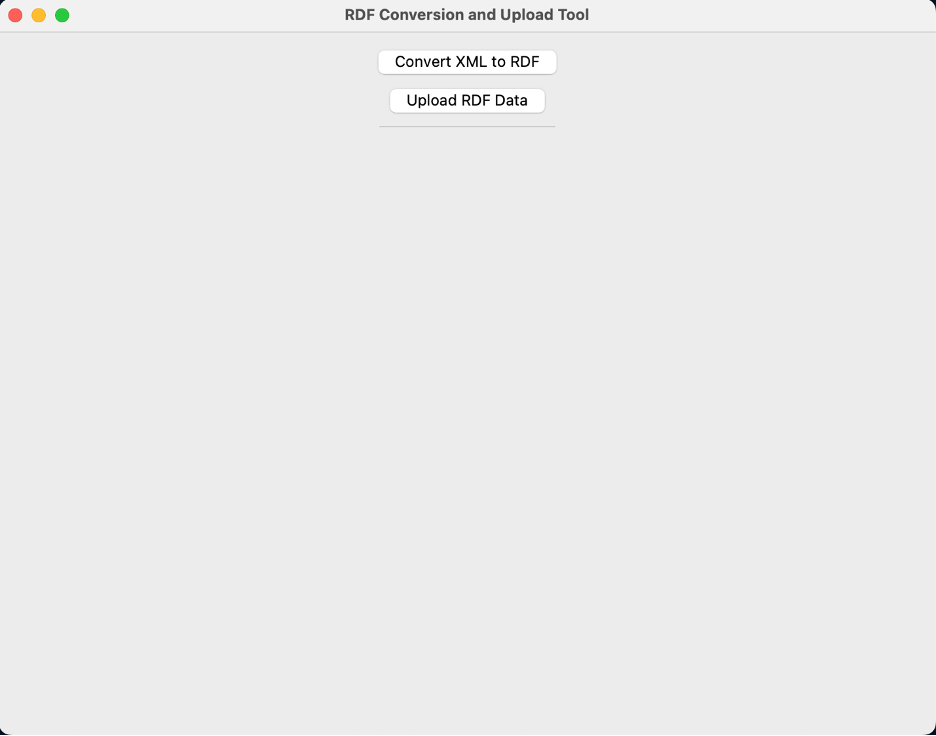 RDF Conversion and Upload Tool
Convert XML to RDF
Upload RDF Data